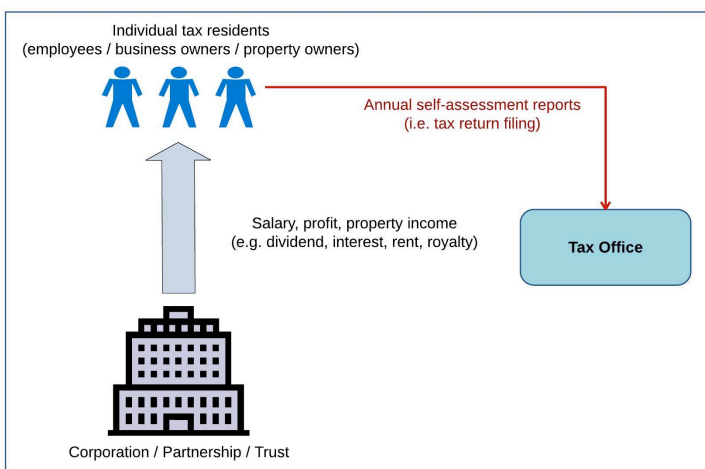 Individual tax residents
(employees / business owners / property owners)
Annual self-assessment reports
(i.e. tax return filing)
Salary, profit, property income
(e.g. dividend, interest, rent, royalty)
Tax Office
Corporation / Partnership / Trust